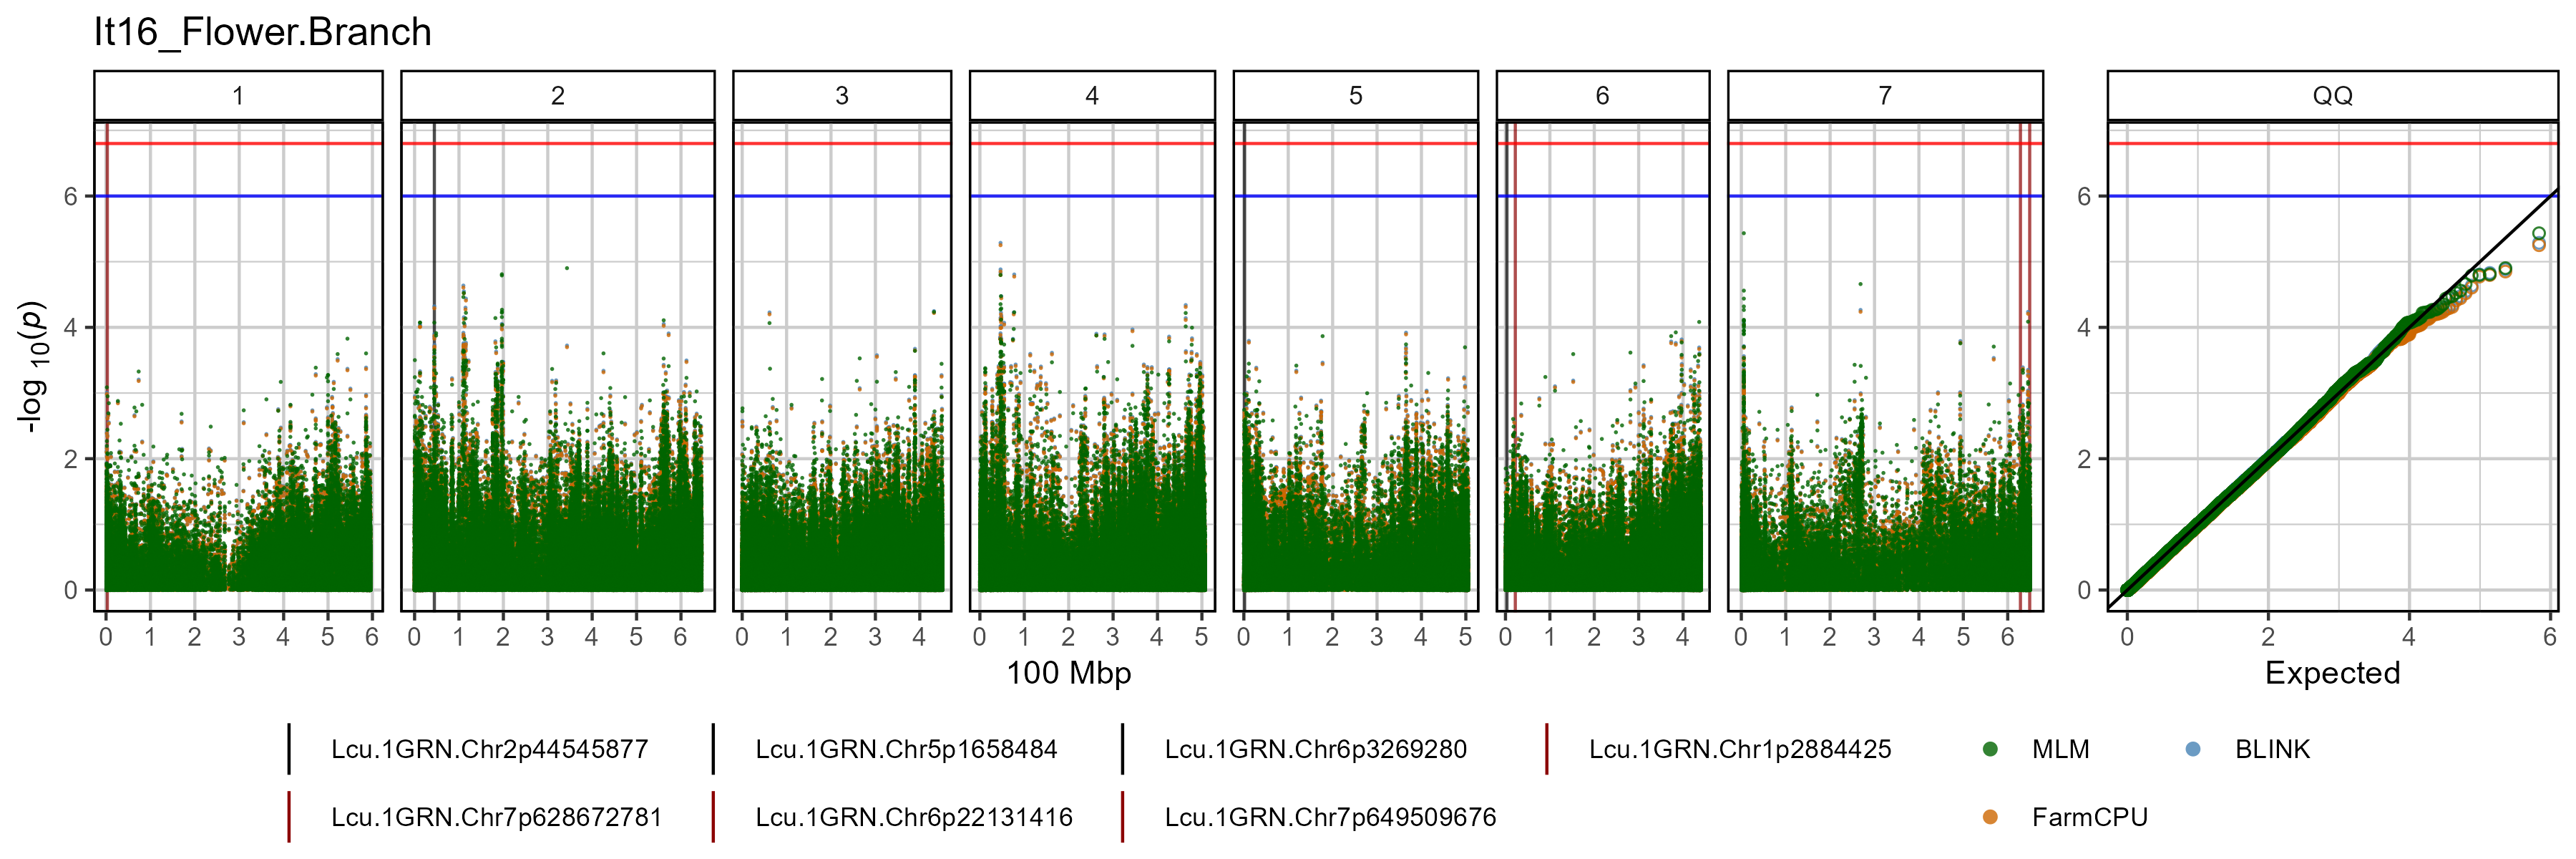 It16_Flower.Branch
1 2 3 4 5 6 7 QQ
6 6
4 4
2 2
0 0
-log 10(p)
0 1 2 3 4 5 6 0 1 2 3 4 5 6 0 1 2 3 4 0 1 2 3 4 5 0 1 2 3 4 5 0 1 2 3 4 0 1 2 3 4 5 6 0 2 4 6
100 Mbp Expected
Lcu.1GRN.Chr2p44545877 Lcu.1GRN.Chr5p1658484 Lcu.1GRN.Chr6p3269280 Lcu.1GRN.Chr1p2884425 MLM BLINK
Lcu.1GRN.Chr7p628672781 Lcu.1GRN.Chr6p22131416 Lcu.1GRN.Chr7p649509676 FarmCPU